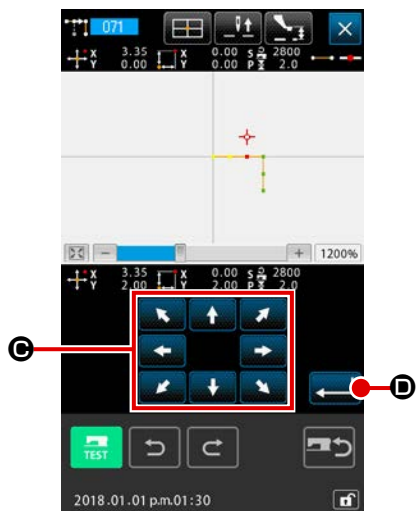 071
X 3.35 X 0.00 S 2800
Y 0.00 Y 0.00 P 2.0
1200%
X 3.35 X 0.00 S 2800
Y 2.00 Y 2.00 P 2.0
C
D
TEST
2018.01.01 p.m.01:30